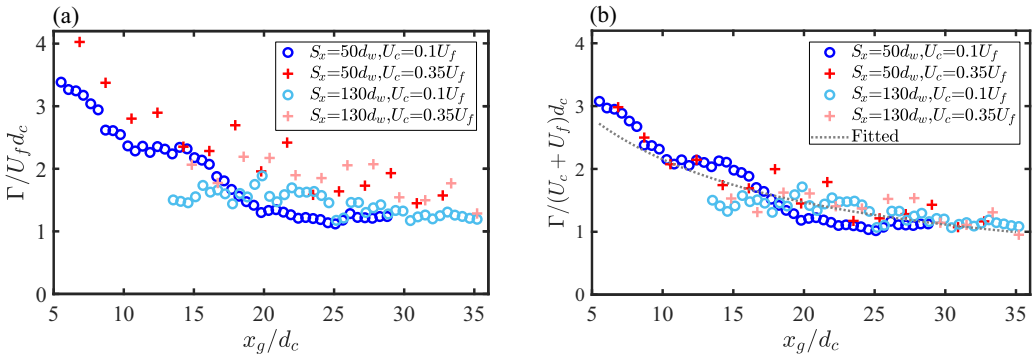 (a)
Γ/U_f d_c
4
3
2
1
0
5 10 15 20 25 30 35
x_g/d_c
S_x=50d_w,U_c=0.1U_f
S_x=50d_w,U_c=0.35U_f
S_x=130d_w,U_c=0.1U_f
S_x=130d_w,U_c=0.35U_f
(b)
Γ/(U_c + U_f)d_c
4
3
2
1
0
5 10 15 20 25 30 35
x_g/d_c
S_x=50d_w,U_c=0.1U_f
S_x=50d_w,U_c=0.35U_f
S_x=130d_w,U_c=0.1U_f
S_x=130d_w,U_c=0.35U_f
Fitted